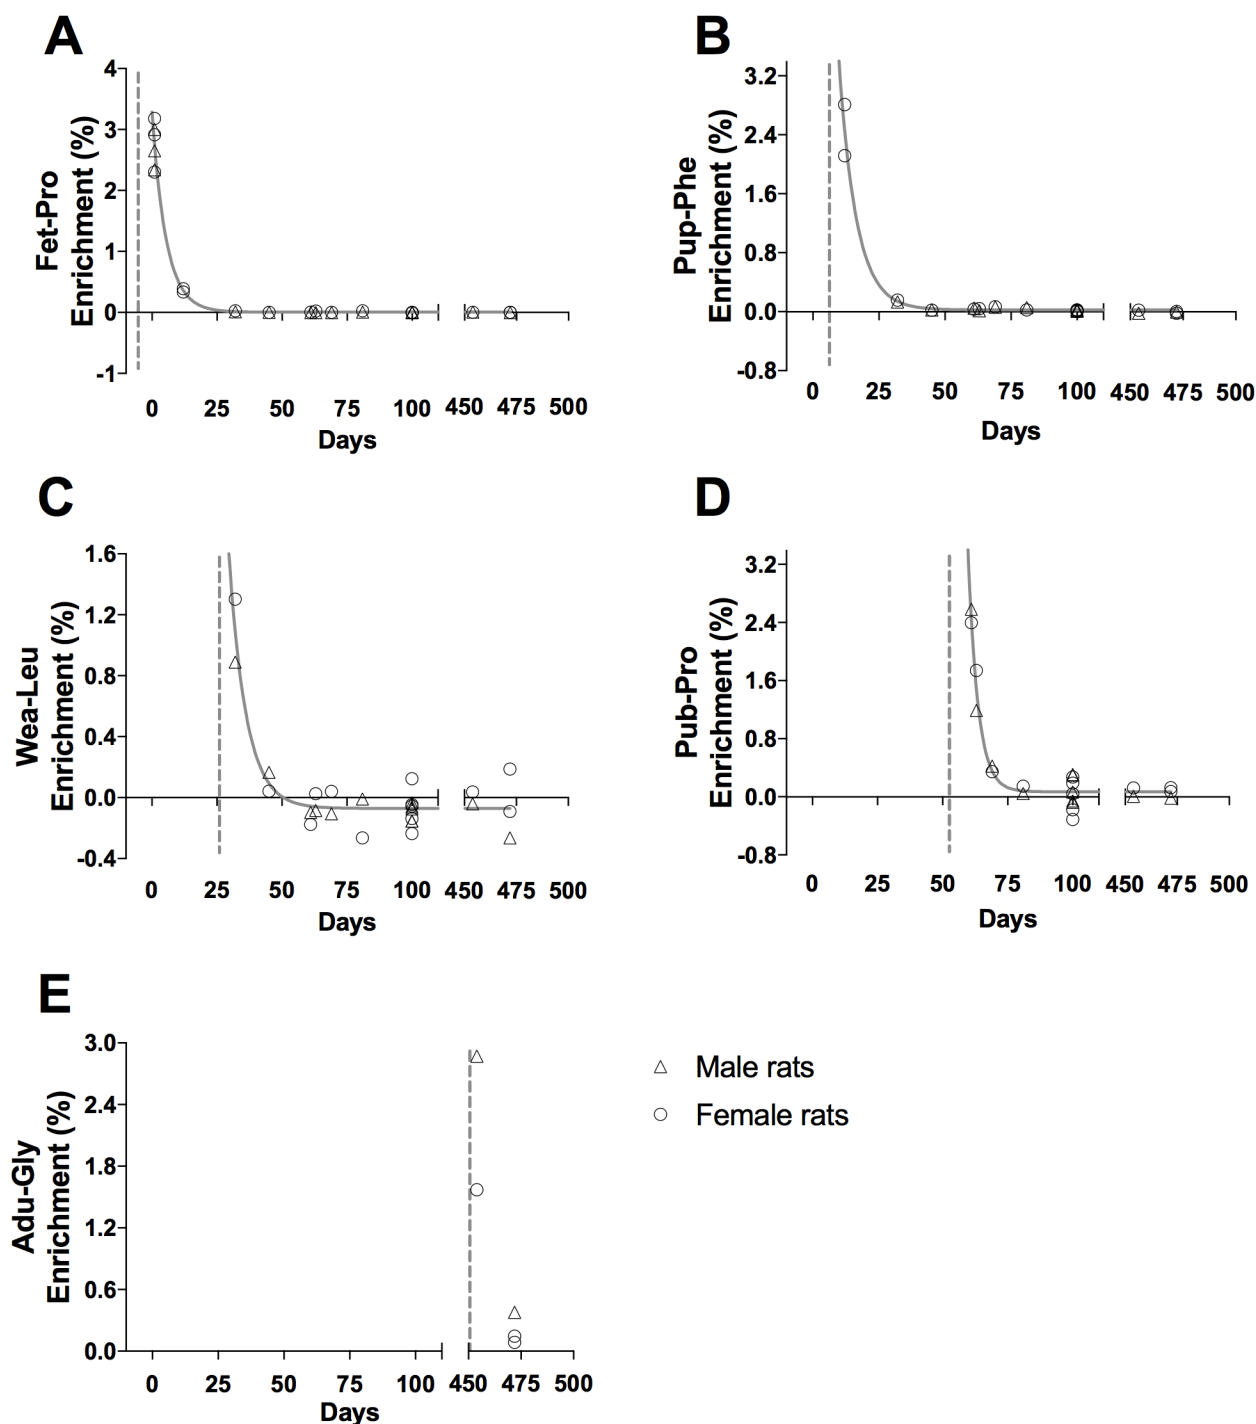 A
Fet-Pro
Enrichment (%)
4
3
2
1
0
-1
0 25 50 75 100 450 475 500
Days
B
Pup-Phe
Enrichment (%)
3.2
2.4
1.6
0.8
0.0
-0.8
0 25 50 75 100 450 475 500
Days
C
Wea-Leu
Enrichment (%)
1.6
1.2
0.8
0.4
0.0
-0.4
0 25 50 75 100 450 475 500
Days
D
Pub-Pro
Enrichment (%)
3.2
2.4
1.6
0.8
0.0
-0.8
0 25 50 75 100 450 475 500
Days
E
Adu-Gly
Enrichment (%)
3.0
2.4
1.8
1.2
0.6
0.0
0 25 50 75 100 450 475 500
Days
Male rats
Female rats